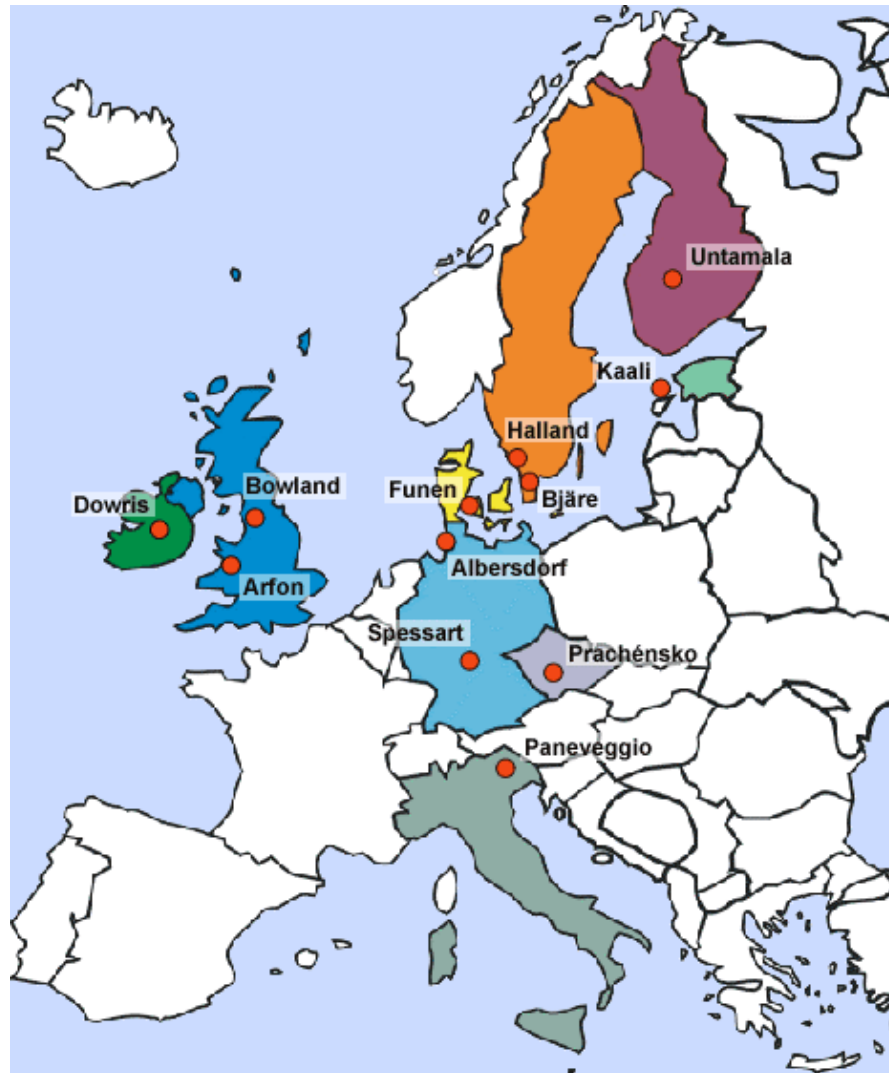 Untamala
Kaali
Halland
Bowland
Funen
Dowris
Bjäre
Albersdorf
Arfon
Spessart
Prachénsko
Paneveggio